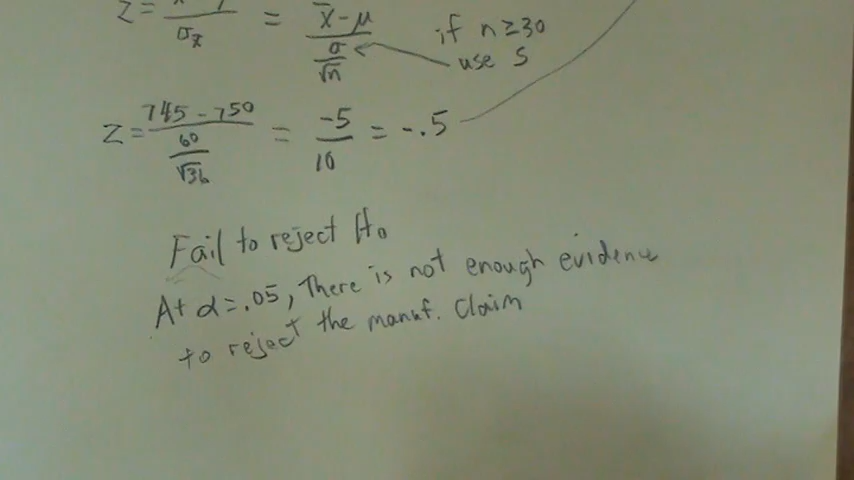 Z = σx̄ = x̄ - μ / σ/√n if n ≥ 30
use s
Z = 745 - 750 / 60/√36 = -5/10 = -.5
Fail to reject H₀
At α = .05, There is not enough evidence
to reject the manuf. Claim